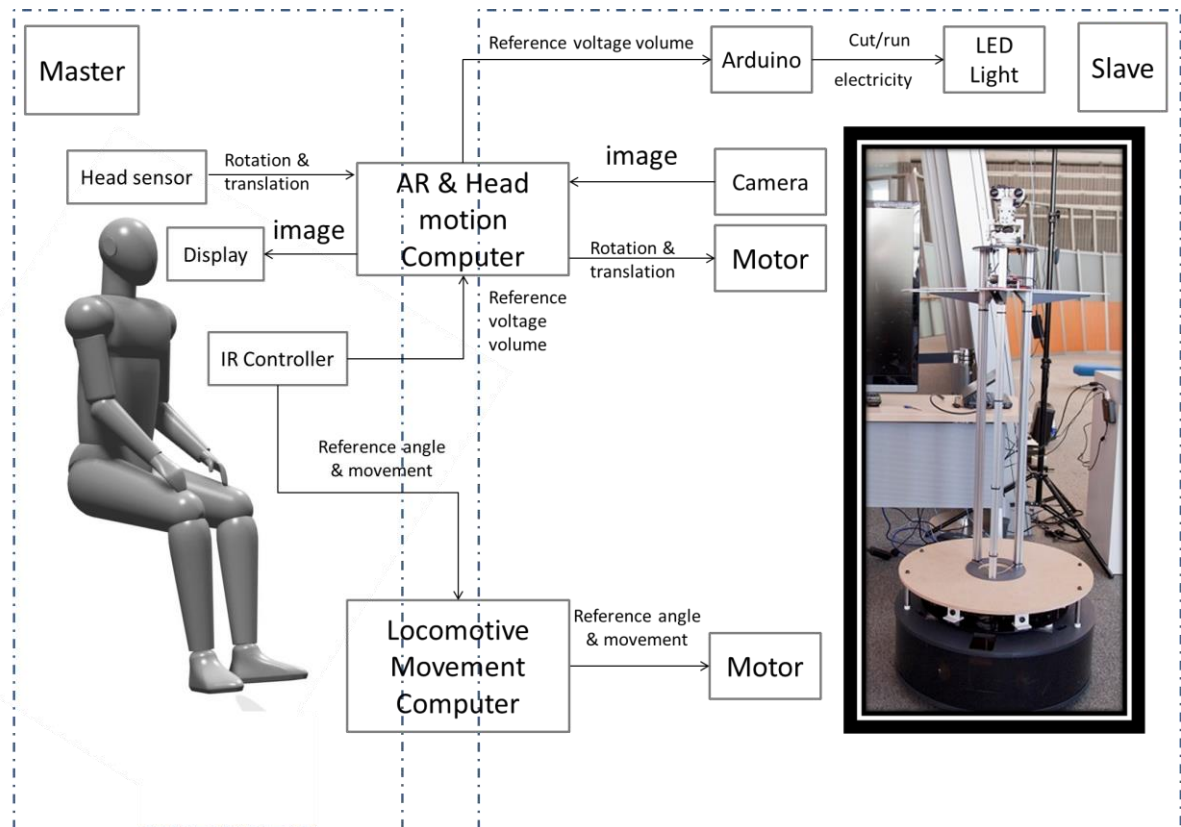 Master
Reference voltage volume
Arduino
Cut/run
electricity
LED
Light
Slave
Head sensor
Rotation &
translation
AR & Head
motion
Computer
image
Camera
Display
image
Rotation &
translation
Motor
Reference
voltage
volume
IR Controller
Reference angle
& movement
Locomotive
Movement
Computer
Reference angle
& movement
Motor